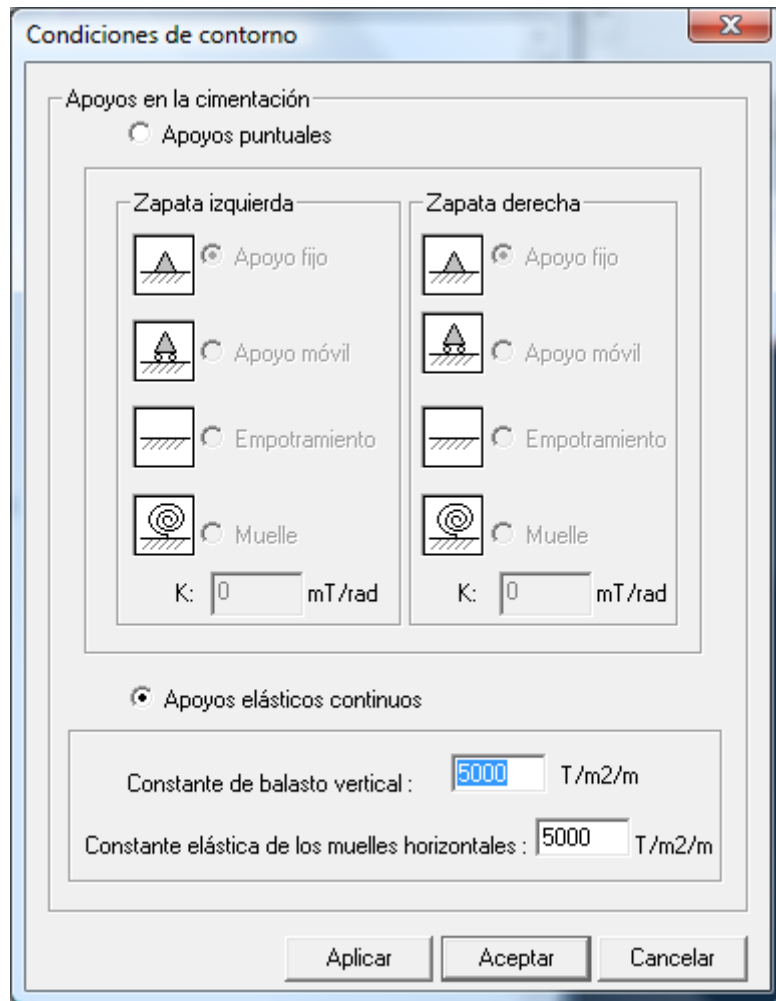 Condiciones de contorno
Apoyos en la cimentación
Apoyos puntuales
Zapata izquierda
Apoyo fijo
Apoyo móvil
Empotramiento
Muelle
K: 0 mT/rad
Zapata derecha
Apoyo fijo
Apoyo móvil
Empotramiento
Muelle
K: 0 mT/rad
Apoyos elásticos continuos
Constante de balasto vertical : 5000 T/m2/m
Constante elástica de los muelles horizontales : 5000 T/m2/m
Aplicar Aceptar Cancelar